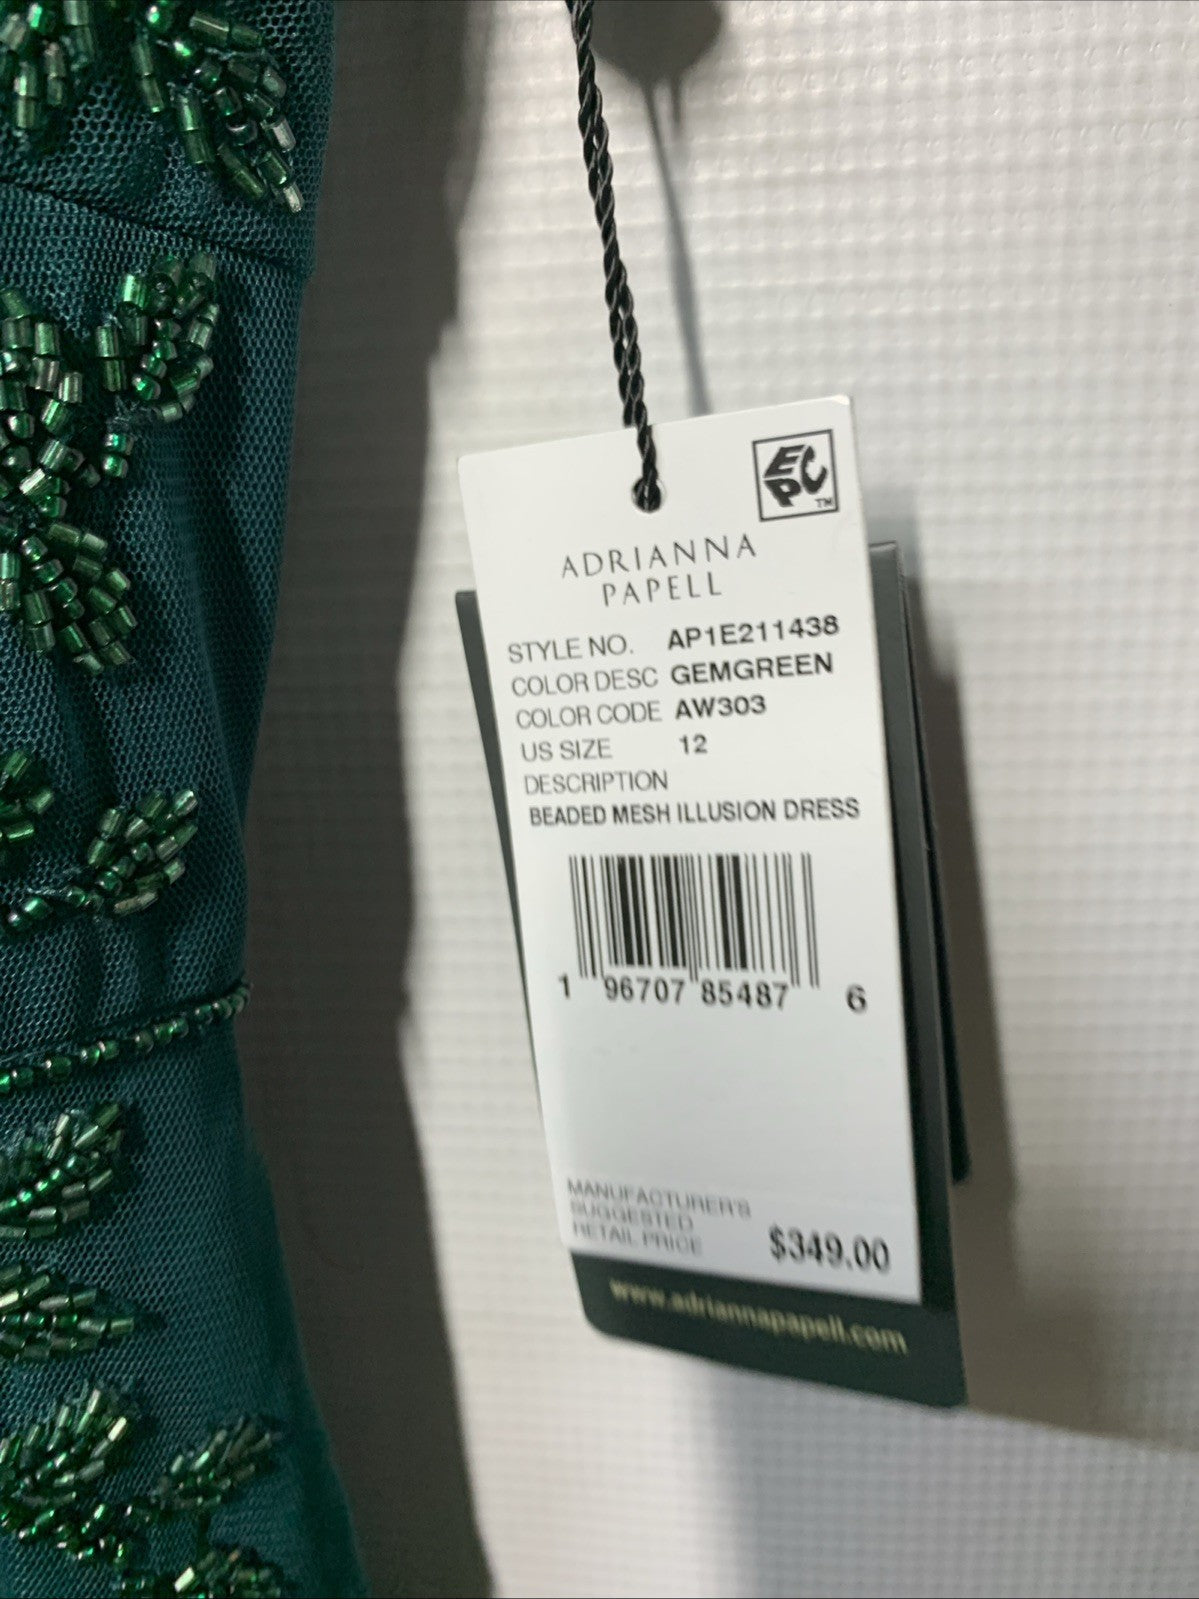 EPC™
ADRIANNA
PAPELL
STYLE NO. AP1E211438
COLOR DESC GEMGREEN
COLOR CODE AW303
US SIZE 12
DESCRIPTION
BEADED MESH ILLUSION DRESS
1 96707 85487 6
MANUFACTURER'S
SUGGESTED
RETAIL PRICE $349.00
www.adriannapapell.com